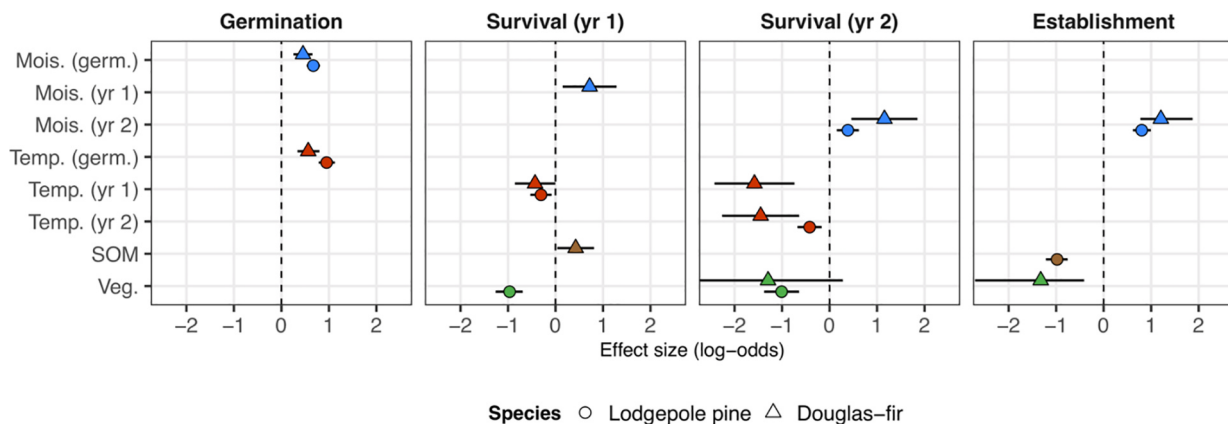 Germination Survival (yr 1) Survival (yr 2) Establishment
Mois. (germ.)
Mois. (yr 1)
Mois. (yr 2)
Temp. (germ.)
Temp. (yr 1)
Temp. (yr 2)
SOM
Veg.
−2 −1 0 1 2 −2 −1 0 1 2 −2 −1 0 1 2 −2 −1 0 1 2
Effect size (log−odds)
Species Lodgepole pine Douglas−fir